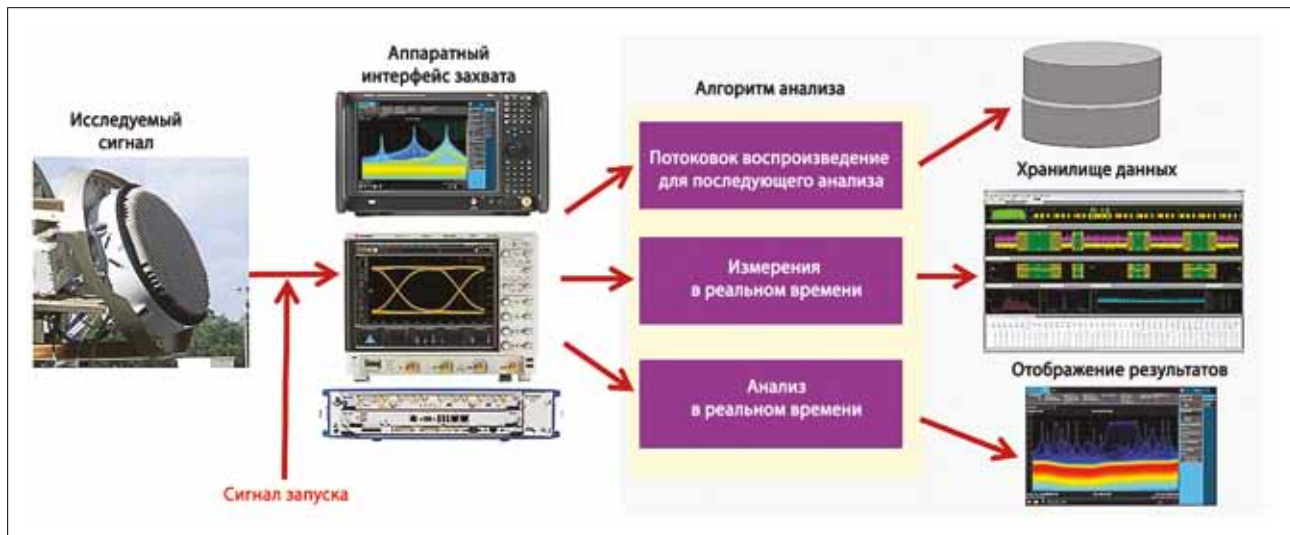 Исследуемый
сигнал
Аппаратный
интерфейс захвата
Сигнал запуска
Алгоритм анализа
Потоковок воспроизведение
для последующего анализа
Измерения
в реальном времени
Анализ
в реальном времени
Хранилище данных
Отображение результатов